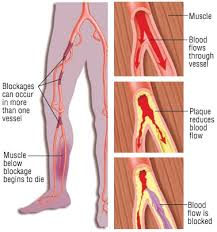 Blockages
can occur
in more
than one
vessel
Muscle
below
blockage
begins to die
Muscle
Blood
flows
through
vessel
Plaque
reduces
blood
flow
Blood
flow
is blocked